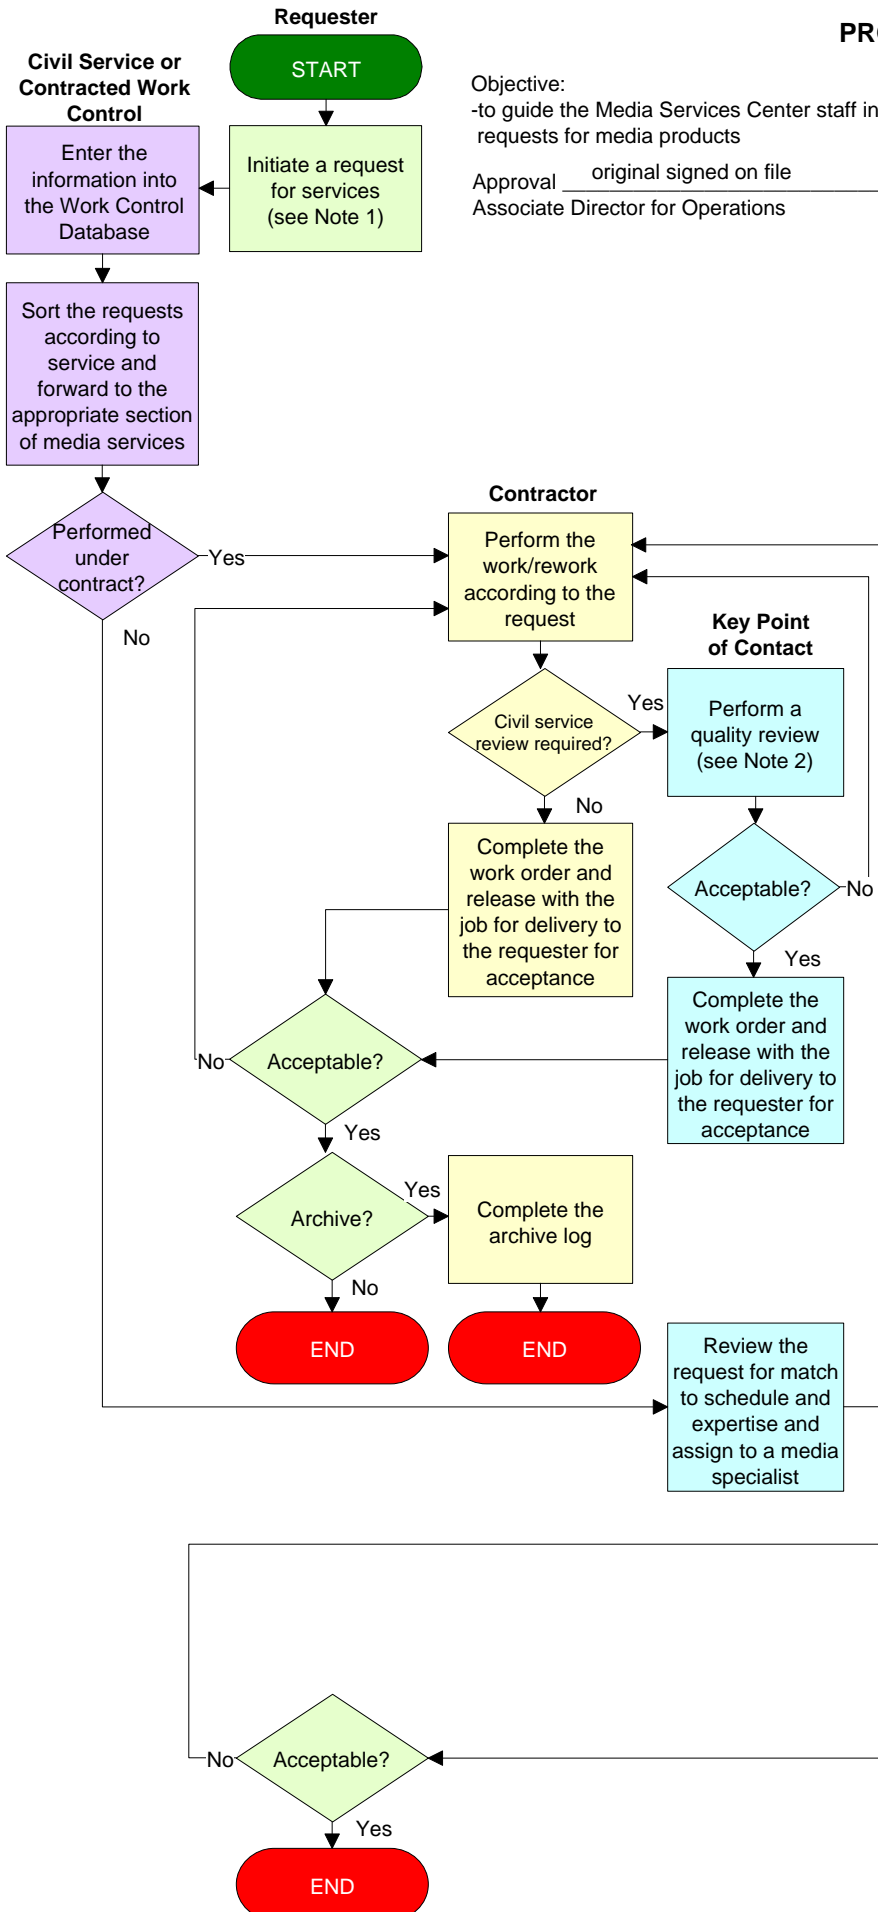 Requester
PRO
START
Civil Service or
Contracted Work
Control
Objective:
-to guide the Media Services Center staff in
requests for media products
Enter the
information into
the Work Control
Database
Initiate a request
for services
(see Note 1)
Approval original signed on file
Associate Director for Operations
Sort the requests
according to
service and
forward to the
appropriate section
of media services
Contractor
Performed
under
contract?
Yes
No
Perform the
work/rework
according to the
request
Key Point
of Contact
Civil service
review required?
Yes
No
Perform a
quality review
(see Note 2)
Complete the
work order and
release with the
job for delivery to
the requester for
acceptance
Acceptable?
No
Yes
Complete the
work order and
release with the
job for delivery to
the requester for
acceptance
No
Acceptable?
Yes
Archive?
Yes
No
Complete the
archive log
END
END
Review the
request for match
to schedule and
expertise and
assign to a media
specialist
No
Acceptable?
Yes
END